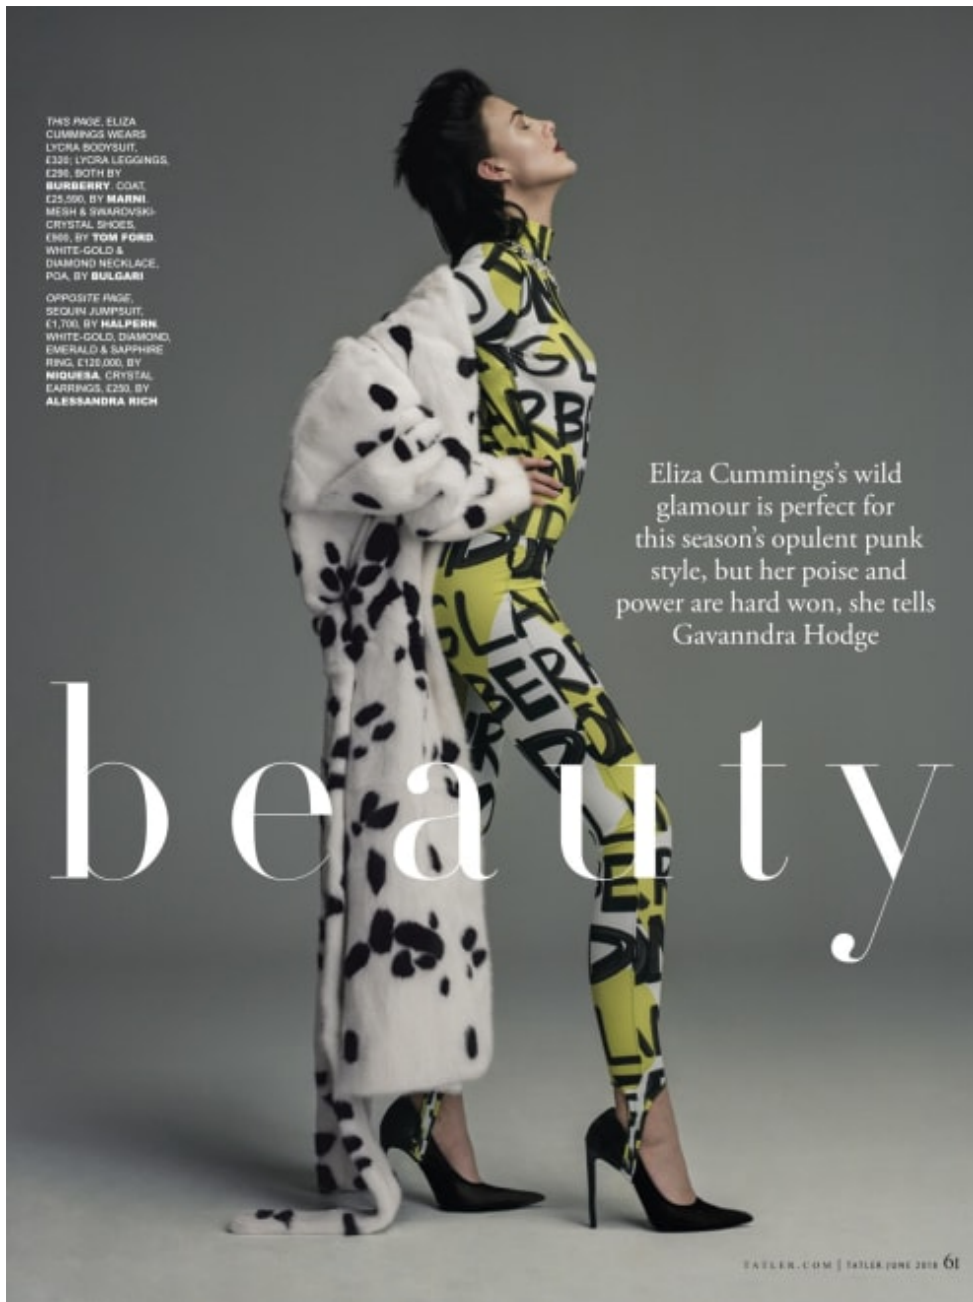 THIS PAGE, ELIZA
CUMMINGS WEARS
LYCRA BODYSUIT,
£320; LYCRA LEGGINGS,
£290, BOTH BY
BURBERRY. COAT,
£25,590, BY MARNI.
MESH & SWAROVSKI-
CRYSTAL SHOES,
£900, BY TOM FORD.
WHITE-GOLD &
DIAMOND NECKLACE,
POA, BY BULGARI
OPPOSITE PAGE,
SEQUIN JUMPSUIT,
£1,700, BY HALPERN.
WHITE-GOLD, DIAMOND,
EMERALD & SAPPHIRE
RING, £120,000, BY
NIQUESA. CRYSTAL
EARRINGS, £250, BY
ALESSANDRA RICH
Eliza Cummings's wild
glamour is perfect for
this season's opulent punk
style, but her poise and
power are hard won, she tells
Gavanndra Hodge
beauty
TATLER.COM | TATLER JUNE 2018 61